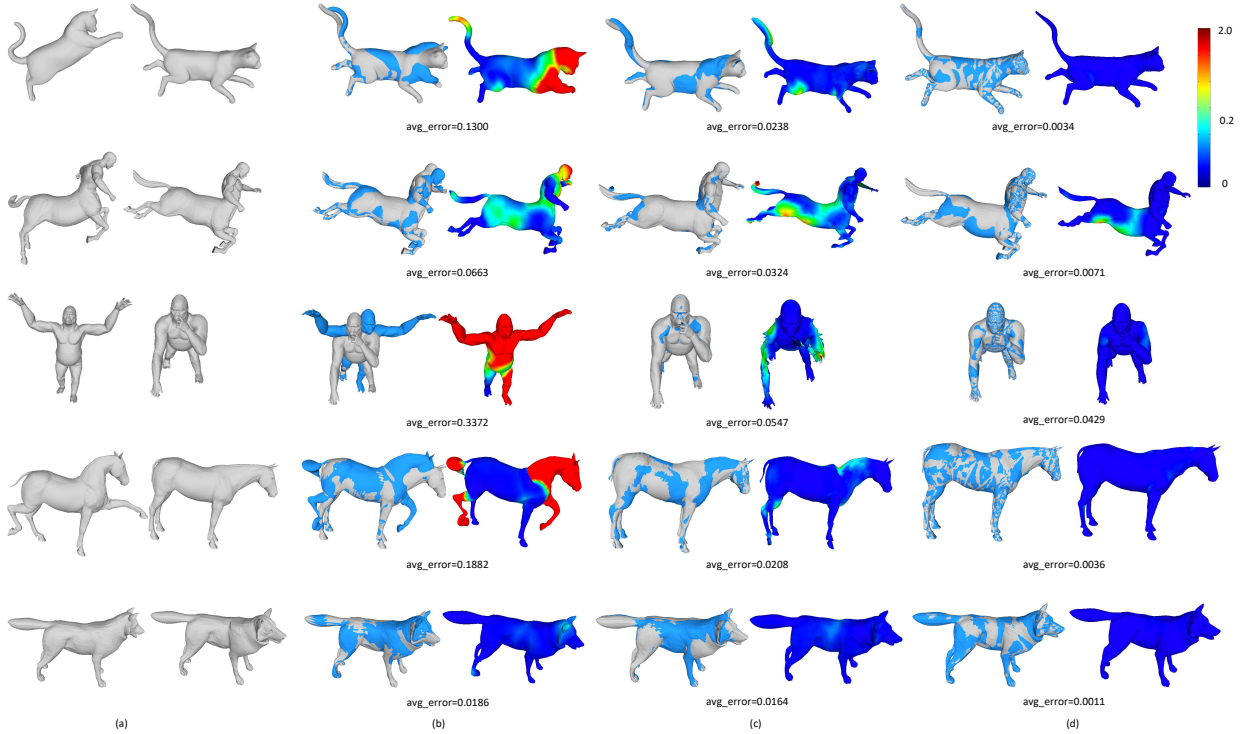 2.0
0.2
0
avg_error=0.1300
avg_error=0.0238
avg_error=0.0034
avg_error=0.0663
avg_error=0.0324
avg_error=0.0071
avg_error=0.3372
avg_error=0.0547
avg_error=0.0429
avg_error=0.1882
avg_error=0.0208
avg_error=0.0036
avg_error=0.0186
avg_error=0.0164
avg_error=0.0011
(a)
(b)
(c)
(d)